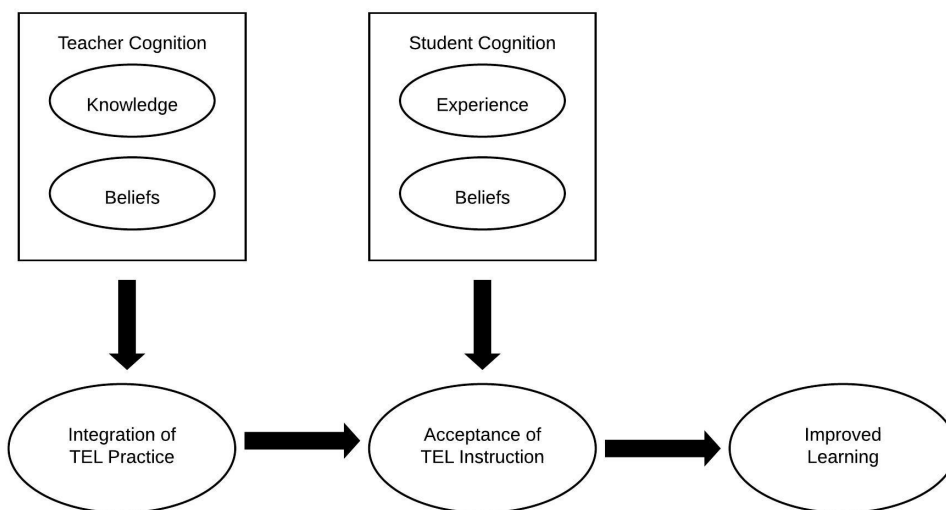 Teacher Cognition
Knowledge
Beliefs
Student Cognition
Experience
Beliefs
Integration of
TEL Practice
Acceptance of
TEL Instruction
Improved
Learning